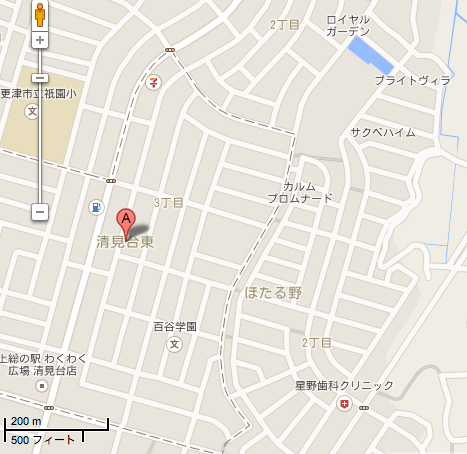 ロイヤル
ガーデン
2丁目
ブライトヴィラ
更津市立祇園小
文
サクベハイム
カルム
プロムナード
3丁目
A
清見台東
ほたる野
百谷学園
文
2丁目
上総の駅 わくわく
広場 清見台店
星野歯科クリニック
200 m
500 フィート